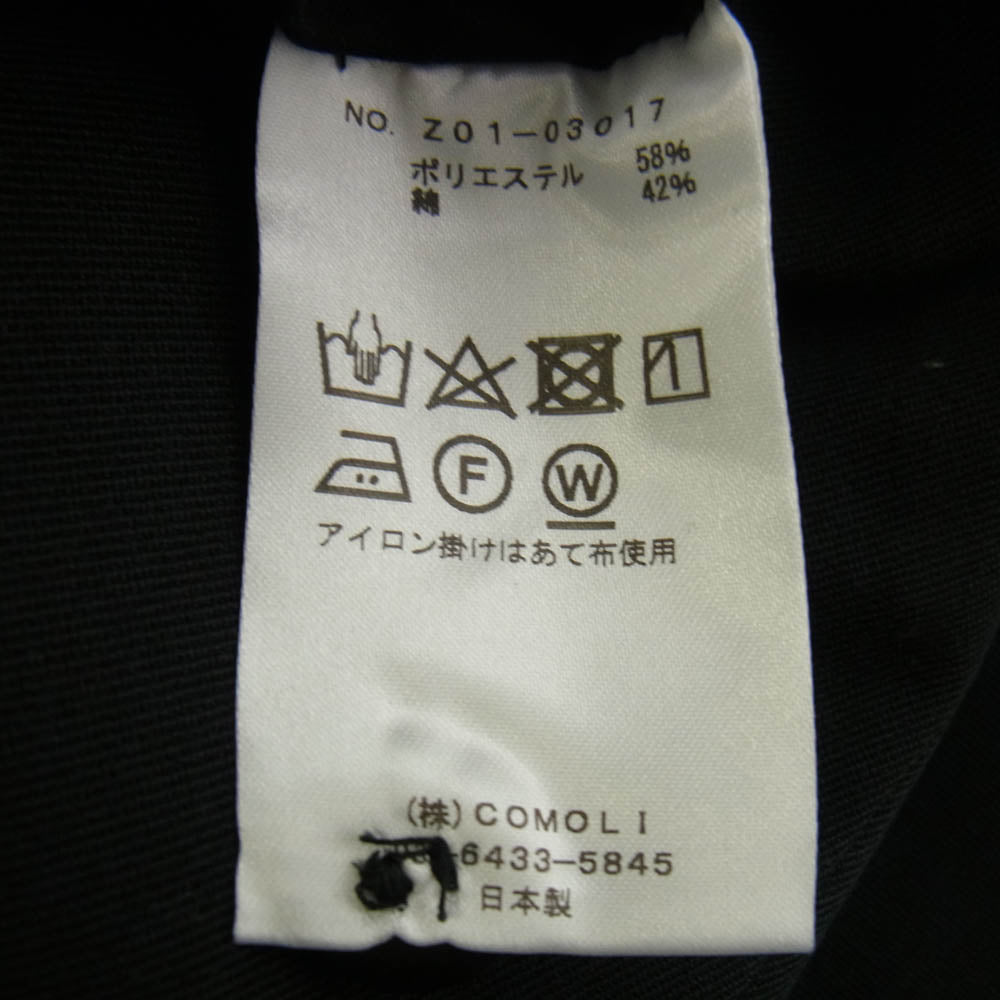 NO. Z01-03017
ポリエステル 58%
綿 42%
F W
アイロン掛けはあて布使用
(株)COMOLI
-6433-5845
日本製